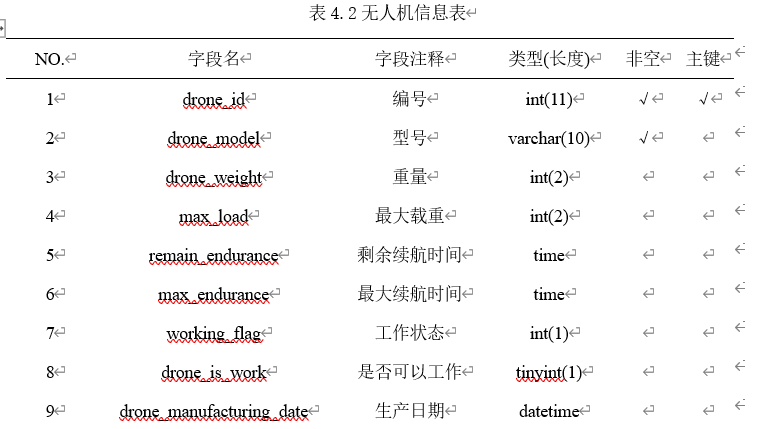 表 4.2 无人机信息表
NO. 字段名 字段注释 类型(长度) 非空 主键
1 drone_id 编号 int(11) √ √
2 drone_model 型号 varchar(10) √
3 drone_weight 重量 int(2)
4 max_load 最大载重 int(2)
5 remain_endurance 剩余续航时间 time
6 max_endurance 最大续航时间 time
7 working_flag 工作状态 int(1)
8 drone_is_work 是否可以工作 tinyint(1)
9 drone_manufacturing_date 生产日期 datetime